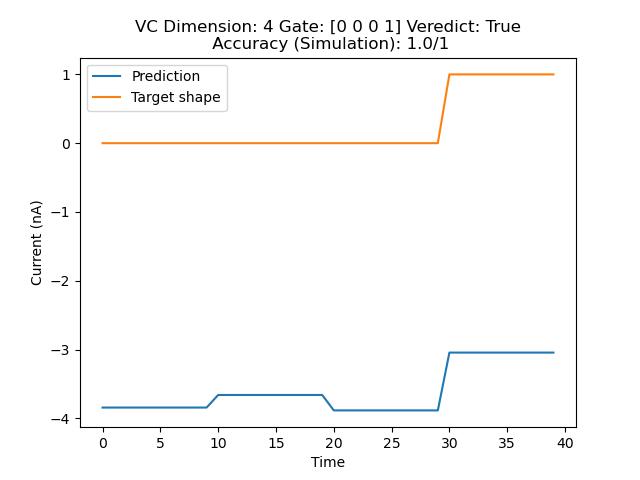 VC Dimension: 4 Gate: [0 0 0 1] Veredict: True
Accuracy (Simulation): 1.0/1
Prediction
Target shape
Current (nA)
1
0
−1
−2
−3
−4
0 5 10 15 20 25 30 35 40
Time